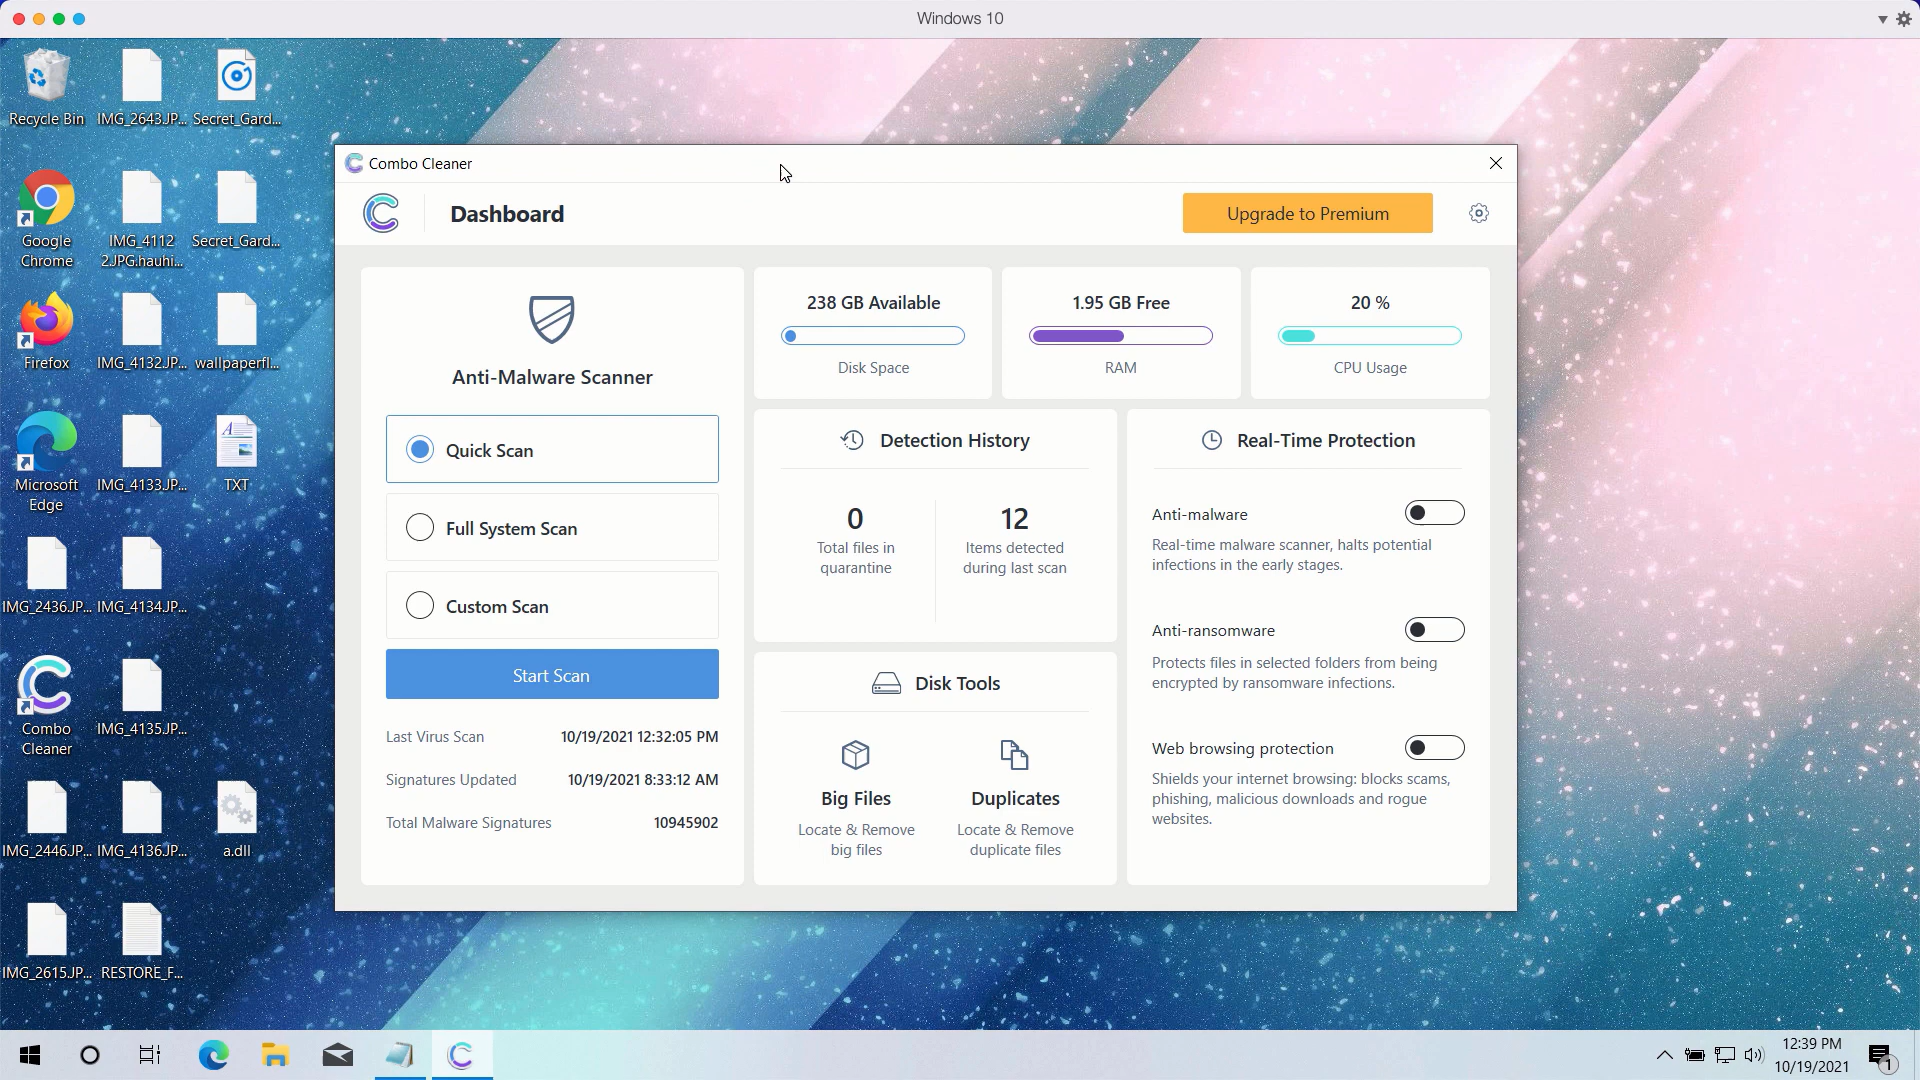 Windows 10
Recycle Bin
IMG_2643.JP...
Secret_Gard...
Google
Chrome
IMG_4112
2.JPG.hauhi...
Secret_Gard...
Firefox
IMG_4132.JP...
wallpaperfl...
Microsoft
Edge
IMG_4133.JP...
TXT
IMG_2436.JP...
IMG_4134.JP...
Combo
Cleaner
IMG_4135.JP...
IMG_2446.JP...
IMG_4136.JP...
a.dll
IMG_2615.JP...
RESTORE_F...
Combo Cleaner
Dashboard
Upgrade to Premium
Anti-Malware Scanner
Quick Scan
Full System Scan
Custom Scan
Start Scan
Last Virus Scan 10/19/2021 12:32:05 PM
Signatures Updated 10/19/2021 8:33:12 AM
Total Malware Signatures 10945902
238 GB Available
Disk Space
1.95 GB Free
RAM
20 %
CPU Usage
Detection History
0
Total files in
quarantine
12
Items detected
during last scan
Disk Tools
Big Files
Locate & Remove
big files
Duplicates
Locate & Remove
duplicate files
Real-Time Protection
Anti-malware
Real-time malware scanner, halts potential
infections in the early stages.
Anti-ransomware
Protects files in selected folders from being
encrypted by ransomware infections.
Web browsing protection
Shields your internet browsing: blocks scams,
phishing, malicious downloads and rogue
websites.
12:39 PM
10/19/2021
1